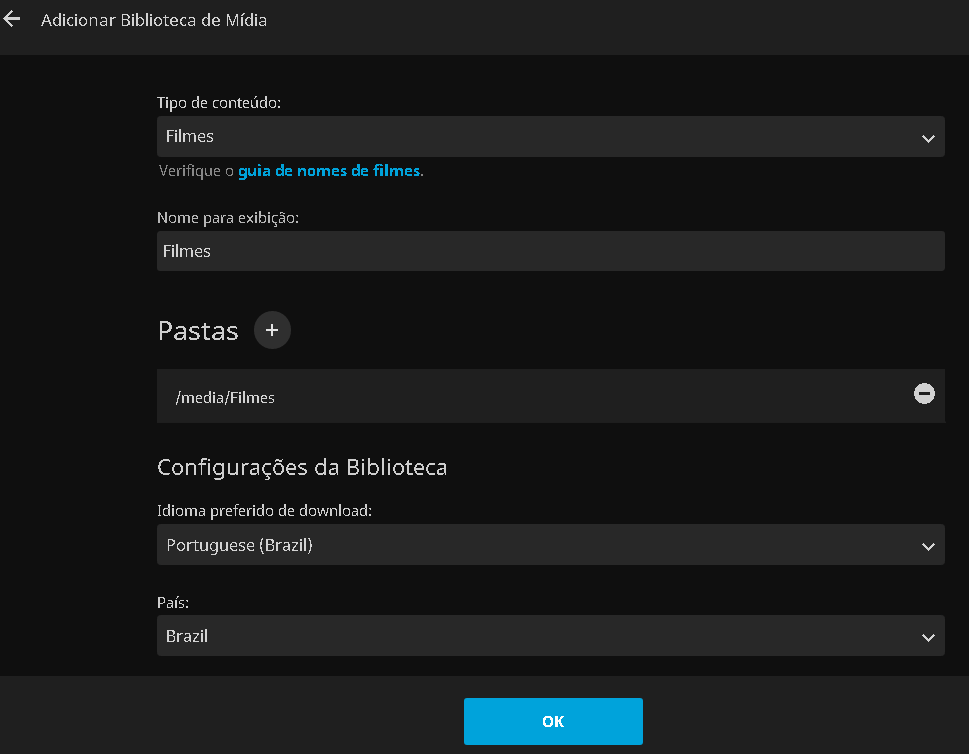 Adicionar Biblioteca de Mídia
Tipo de conteúdo:
Filmes
Verifique o guia de nomes de filmes.
Nome para exibição:
Filmes
Pastas
/media/Filmes
Configurações da Biblioteca
Idioma preferido de download:
Portuguese (Brazil)
País:
Brazil
OK